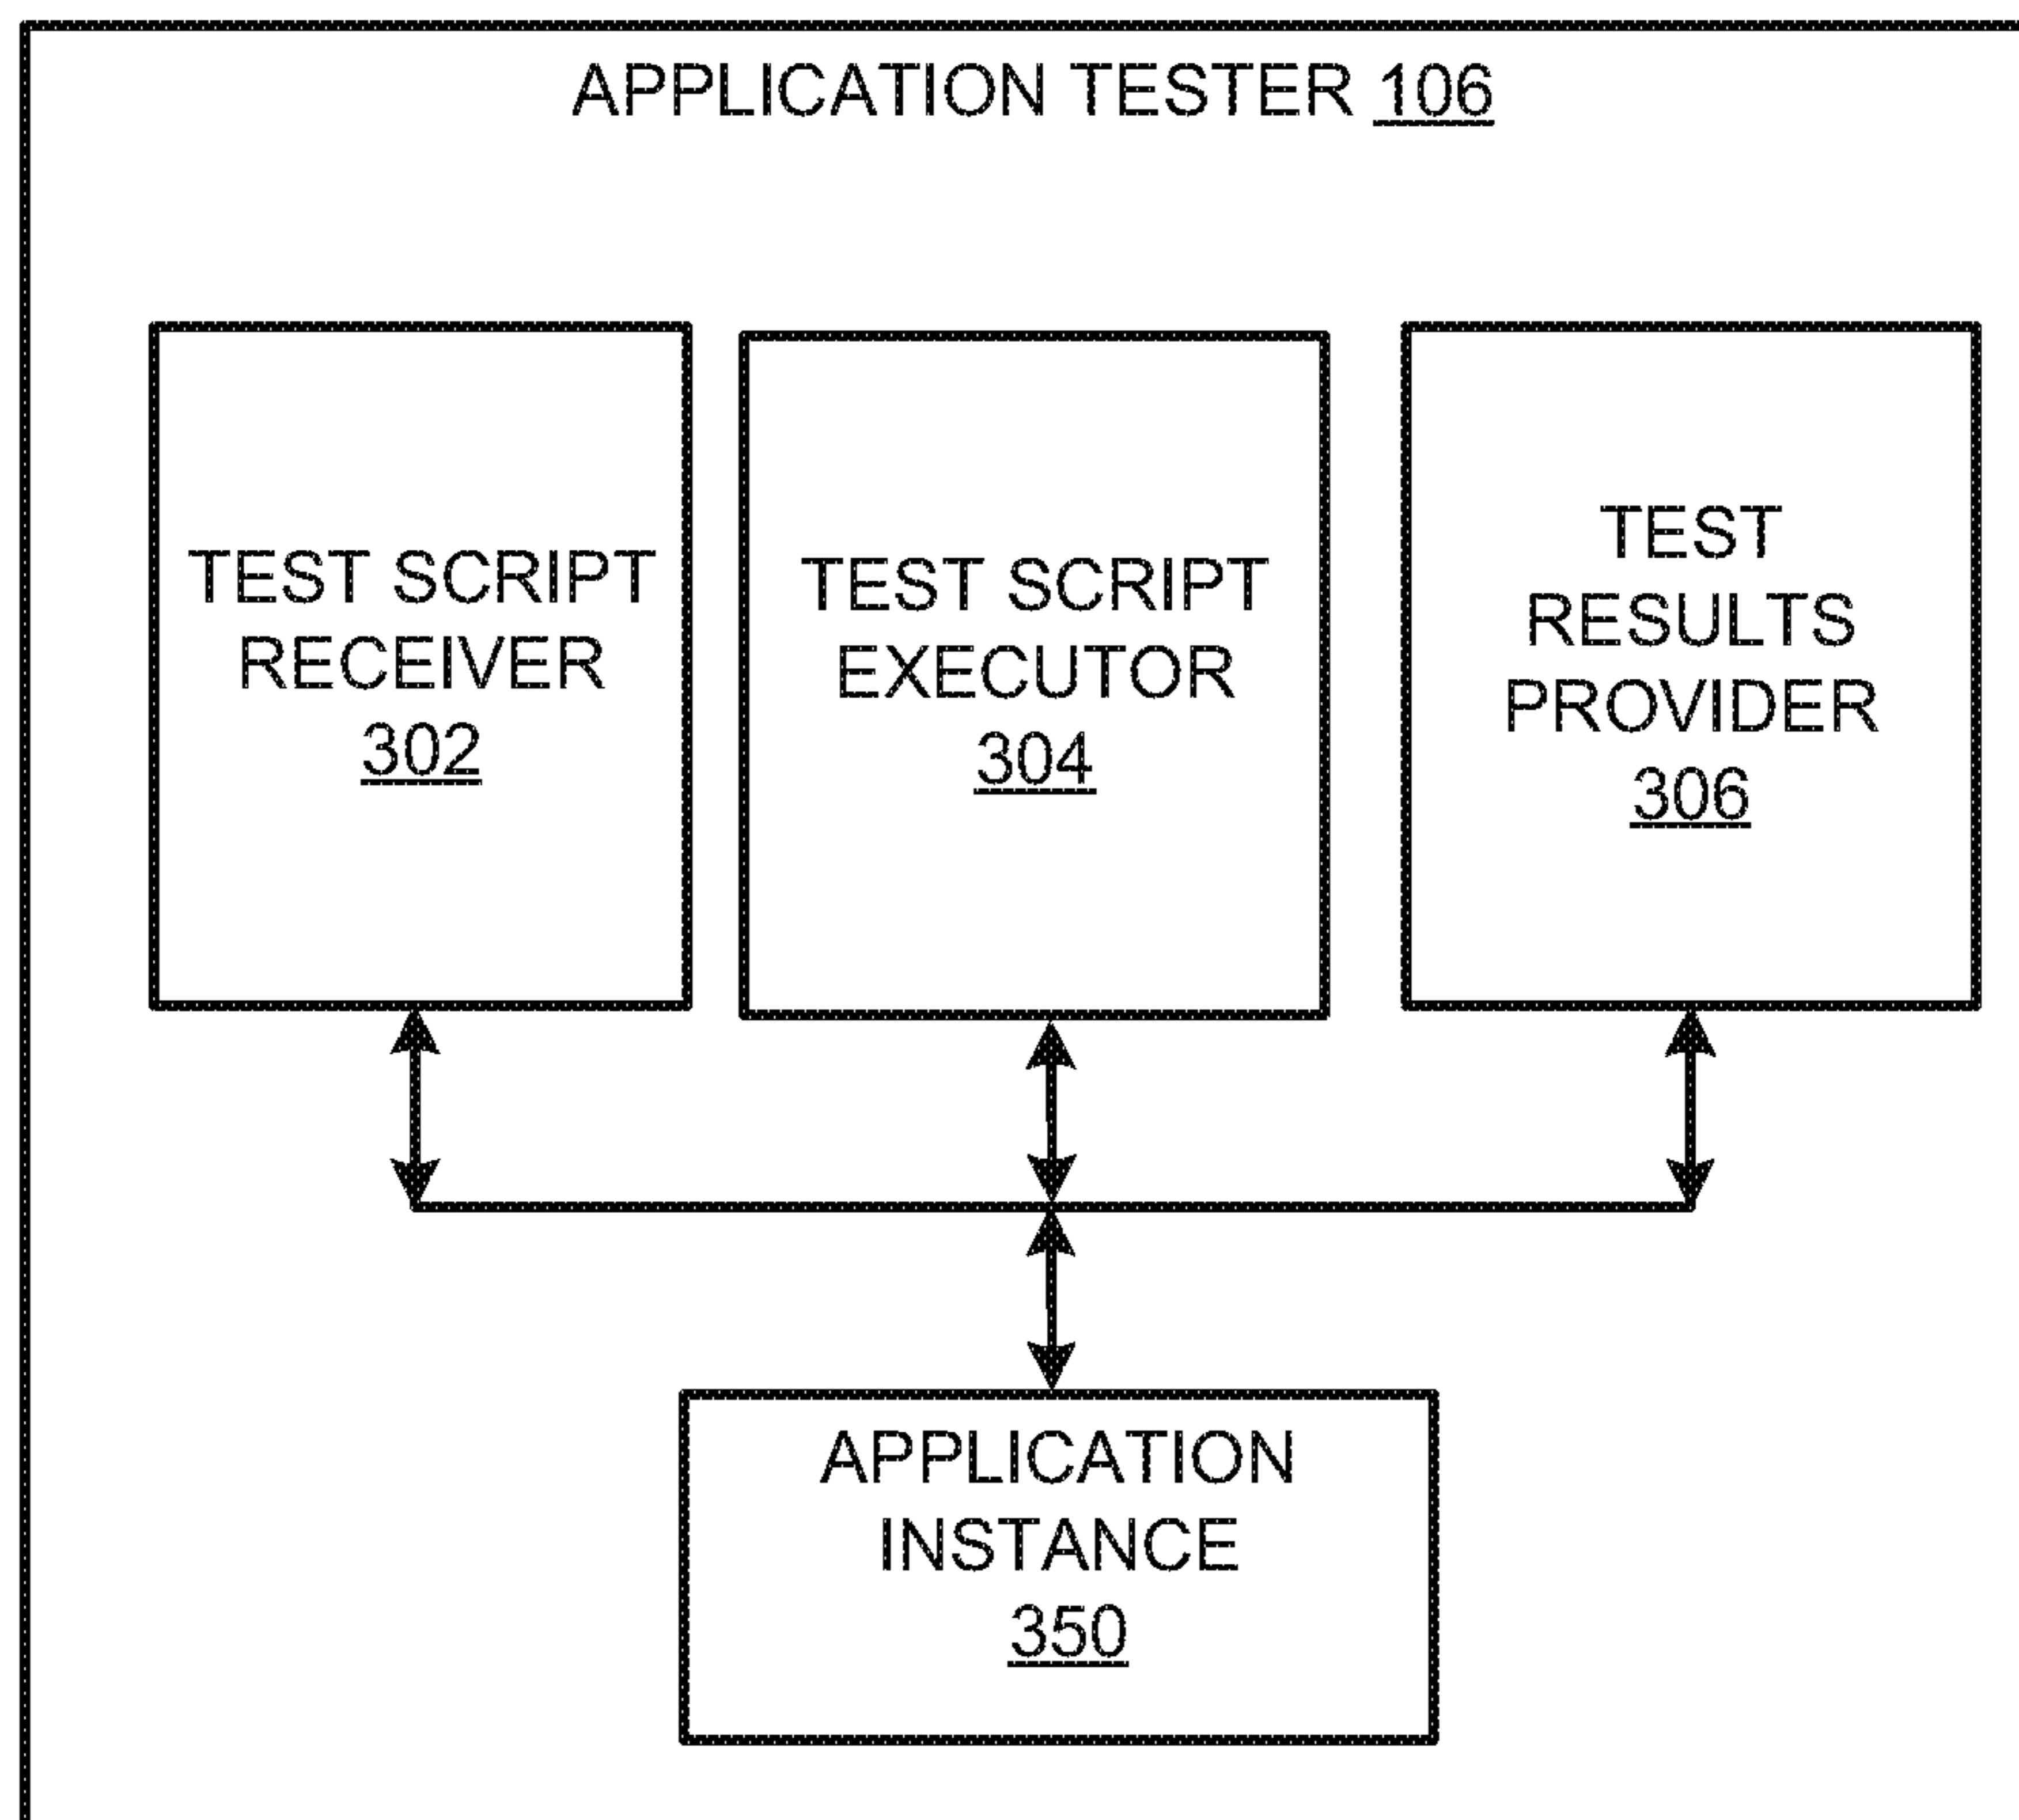 APPLICATION TESTER 106
TEST SCRIPT
RECEIVER
302
TEST SCRIPT
EXECUTOR
304
TEST
RESULTS
PROVIDER
306
APPLICATION
INSTANCE
350